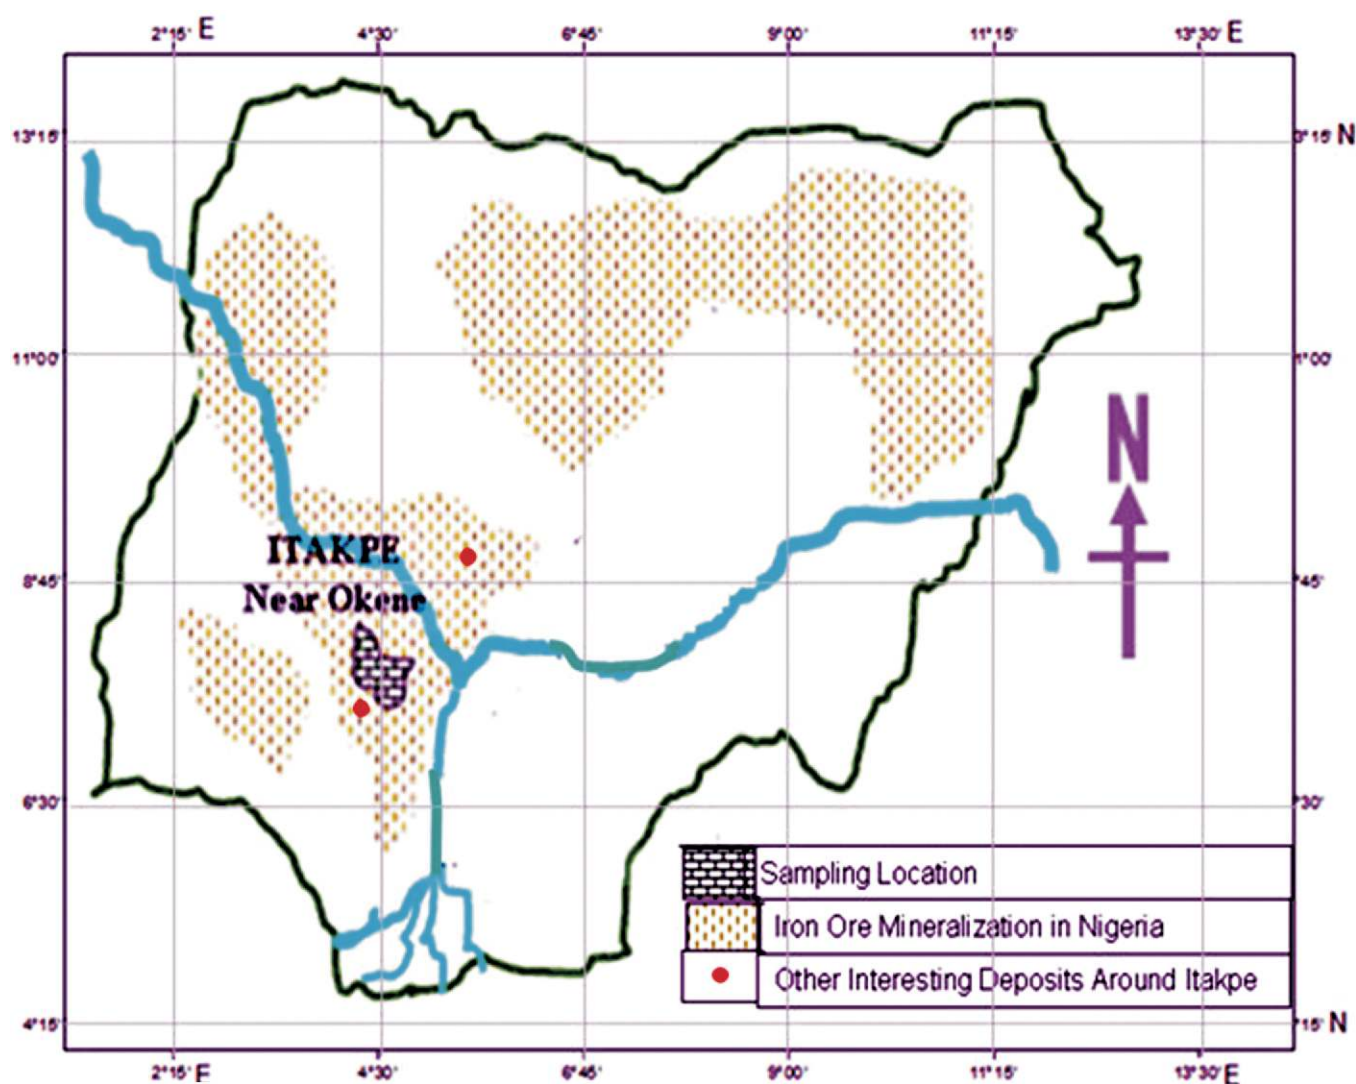 2°15' E 4°30' 6°45' 9°00' 11°15' 13°30' E
13°15' 3°15' N
11°00' 1°00'
N
ITAKPE
8°45' °45'
Near Okene
6°30' °30'
Sampling Location
Iron Ore Mineralization in Nigeria
Other Interesting Deposits Around Itakpe
4°15' °15' N
2°15' E 4°30' 6°45' 9°00' 11°15' 13°30' E